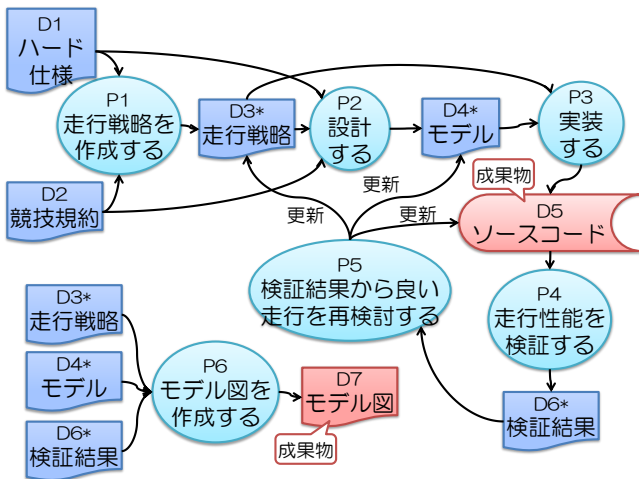 D1
ハード
仕様
P1
走行戦略を
作成する
D2
競技規約
D3*
走行戦略
P2
設計
する
D4*
モデル
P3
実装
する
更新
更新
更新
成果物
D5
ソースコード
P5
検証結果から良い
走行を再検討する
P4
走行性能を
検証する
D6*
検証結果
D3*
走行戦略
D4*
モデル
D6*
検証結果
P6
モデル図を
作成する
D7
モデル図
成果物